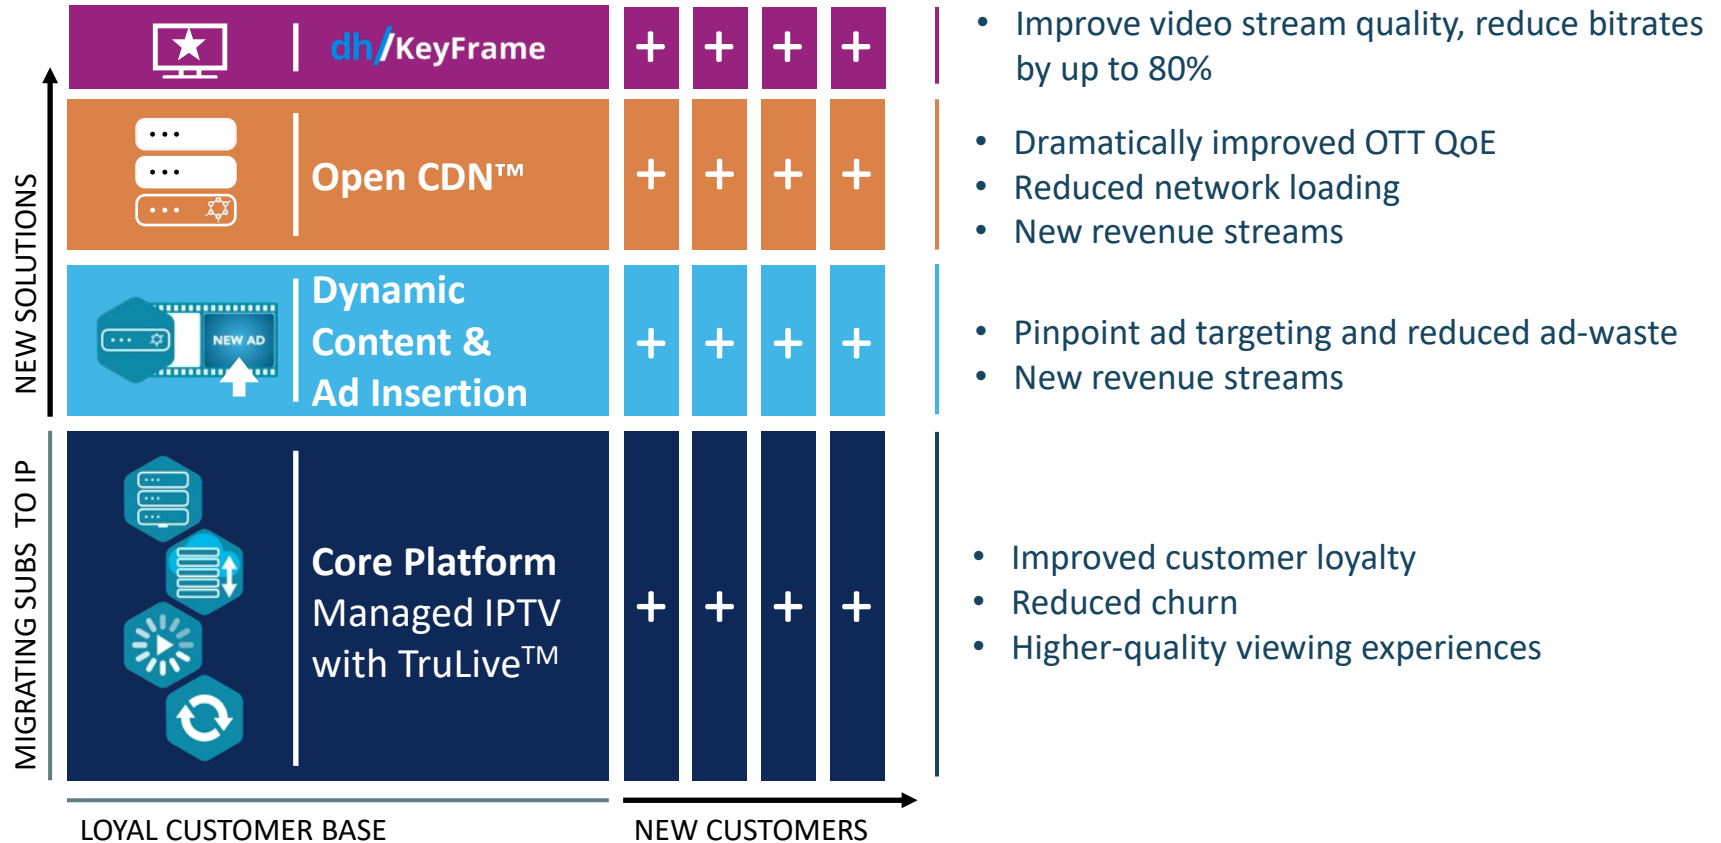 dh/KeyFrame
+ + + +
• Improve video stream quality, reduce bitrates
by up to 80%
Open CDN™
+ + + +
• Dramatically improved OTT QoE
• Reduced network loading
• New revenue streams
NEW SOLUTIONS
NEW AD
Dynamic
Content &
Ad Insertion
+ + + +
• Pinpoint ad targeting and reduced ad-waste
• New revenue streams
MIGRATING SUBS TO IP
Core Platform
Managed IPTV
with TruLive™
+ + + +
• Improved customer loyalty
• Reduced churn
• Higher-quality viewing experiences
LOYAL CUSTOMER BASE
NEW CUSTOMERS